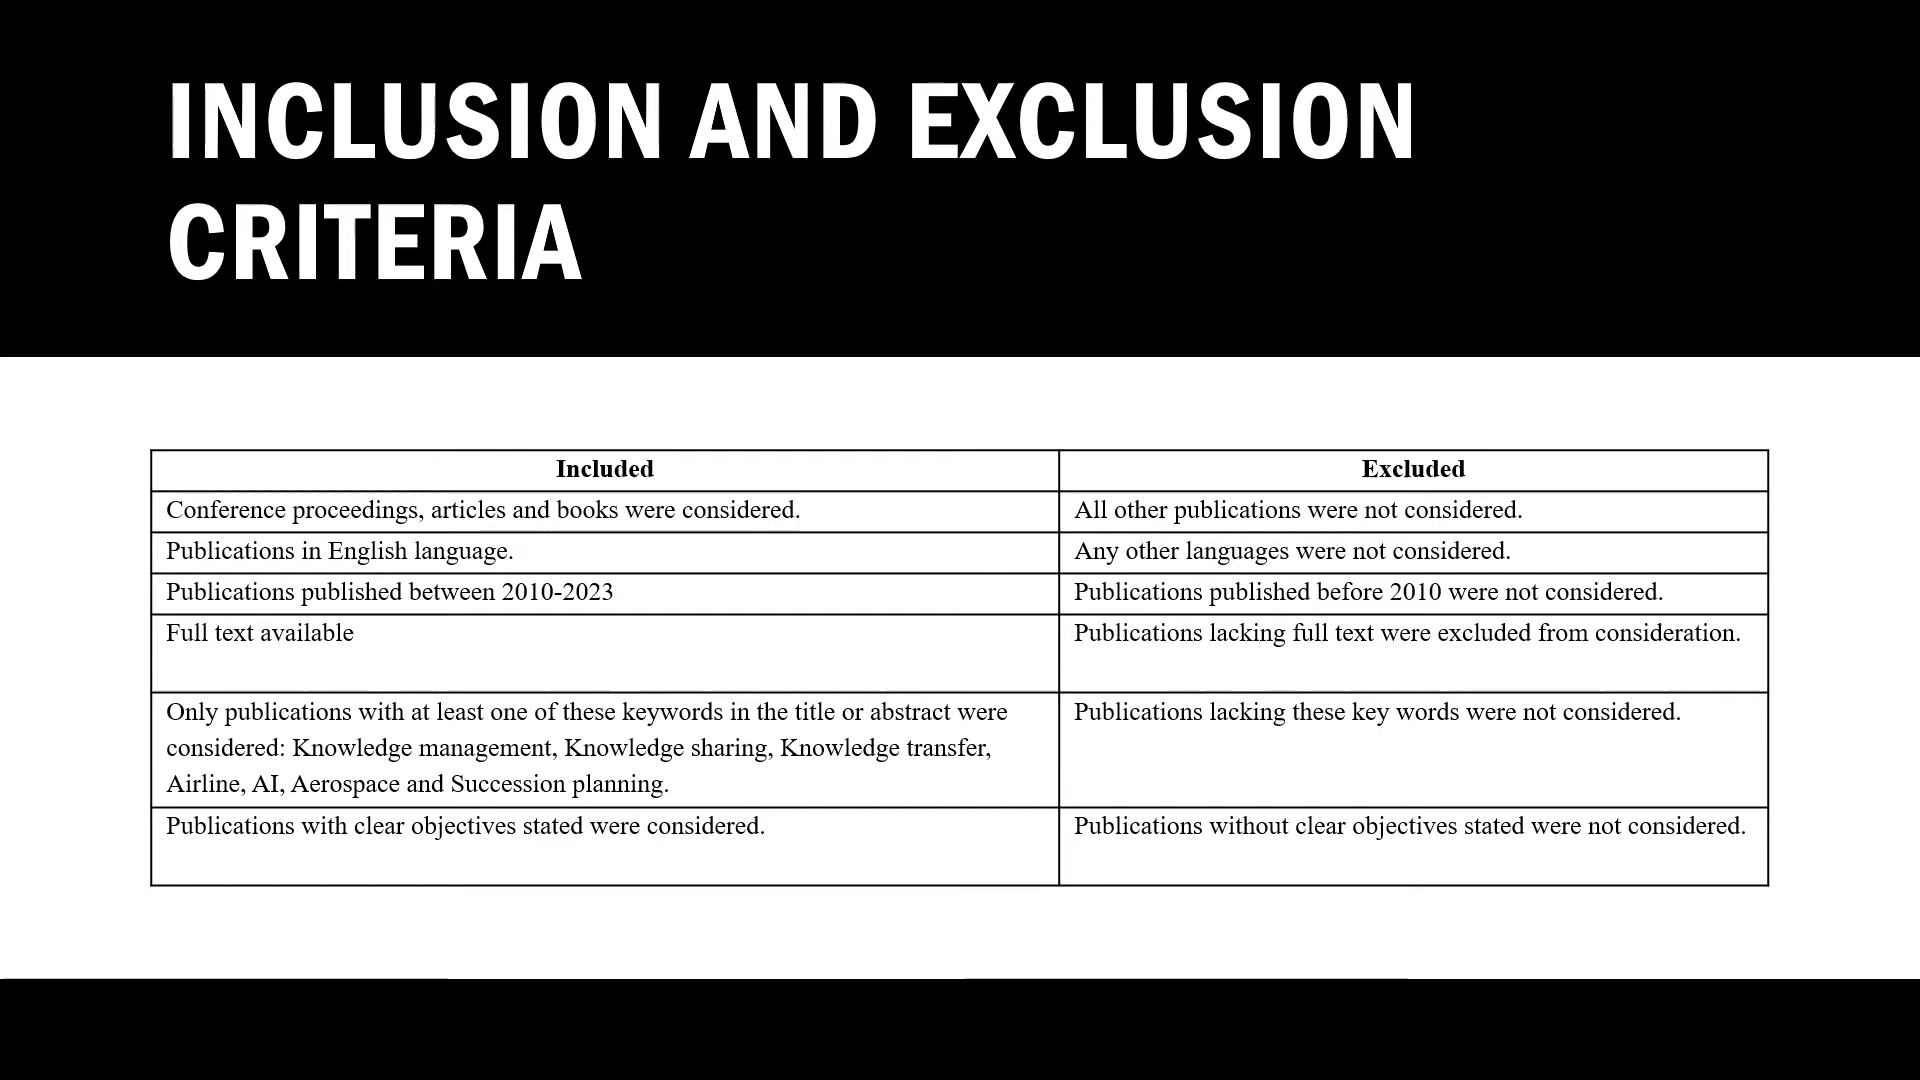 INCLUSION AND EXCLUSION
CRITERIA
Included
Excluded
Conference proceedings, articles and books were considered.
All other publications were not considered.
Publications in English language.
Any other languages were not considered.
Publications published between 2010-2023
Publications published before 2010 were not considered.
Full text available
Publications lacking full text were excluded from consideration.
Only publications with at least one of these keywords in the title or abstract were
considered: Knowledge management, Knowledge sharing, Knowledge transfer,
Airline, AI, Aerospace and Succession planning.
Publications lacking these key words were not considered.
Publications with clear objectives stated were considered.
Publications without clear objectives stated were not considered.